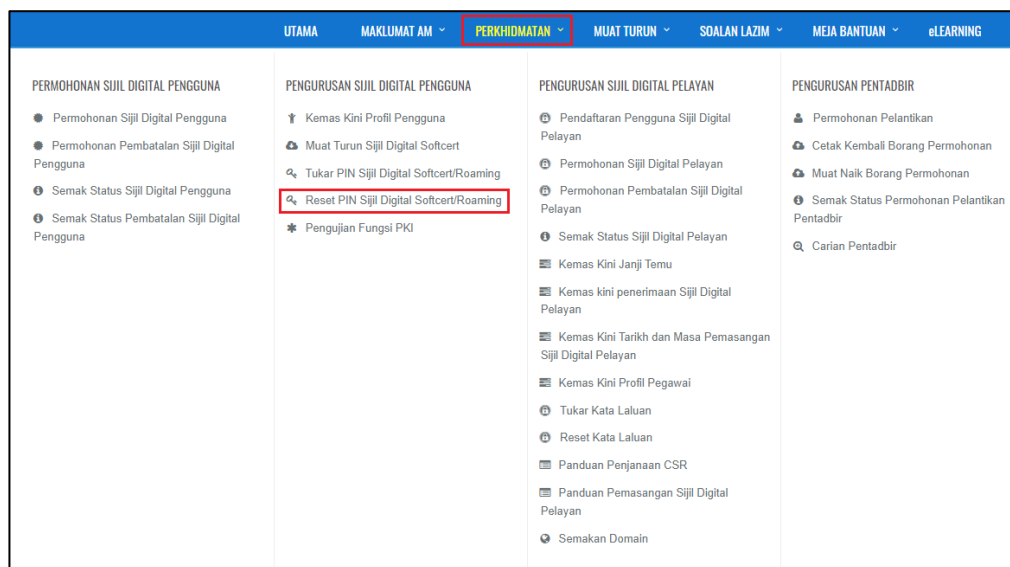 UTAMA MAKLUMAT AM PERKHIDMATAN MUAT TURUN SOALAN LAZIM MEJA BANTUAN eLEARNING
PERMOHONAN SIJIL DIGITAL PENGGUNA
Permohonan Sijil Digital Pengguna
Permohonan Pembatalan Sijil Digital
Pengguna
Semak Status Sijil Digital Pengguna
Semak Status Pembatalan Sijil Digital
Pengguna
PENGURUSAN SIJIL DIGITAL PENGGUNA
Kemas Kini Profil Pengguna
Muat Turun Sijil Digital Softcert
Tukar PIN Sijil Digital Softcert/Roaming
Reset PIN Sijil Digital Softcert/Roaming
Pengujian Fungsi PKI
PENGURUSAN SIJIL DIGITAL PELAYAN
Pendaftaran Pengguna Sijil Digital
Pelayan
Permohonan Sijil Digital Pelayan
Permohonan Pembatalan Sijil Digital
Pelayan
Semak Status Sijil Digital Pelayan
Kemas Kini Janji Temu
Kemas kini penerimaan Sijil Digital
Pelayan
Kemas Kini Tarikh dan Masa Pemasangan
Sijil Digital Pelayan
Kemas Kini Profil Pegawai
Tukar Kata Laluan
Reset Kata Laluan
Panduan Penjanaan CSR
Panduan Pemasangan Sijil Digital
Pelayan
Semakan Domain
PENGURUSAN PENTADBIR
Permohonan Pelantikan
Cetak Kembali Borang Permohonan
Muat Naik Borang Permohonan
Semak Status Permohonan Pelantikan
Pentadbir
Carian Pentadbir